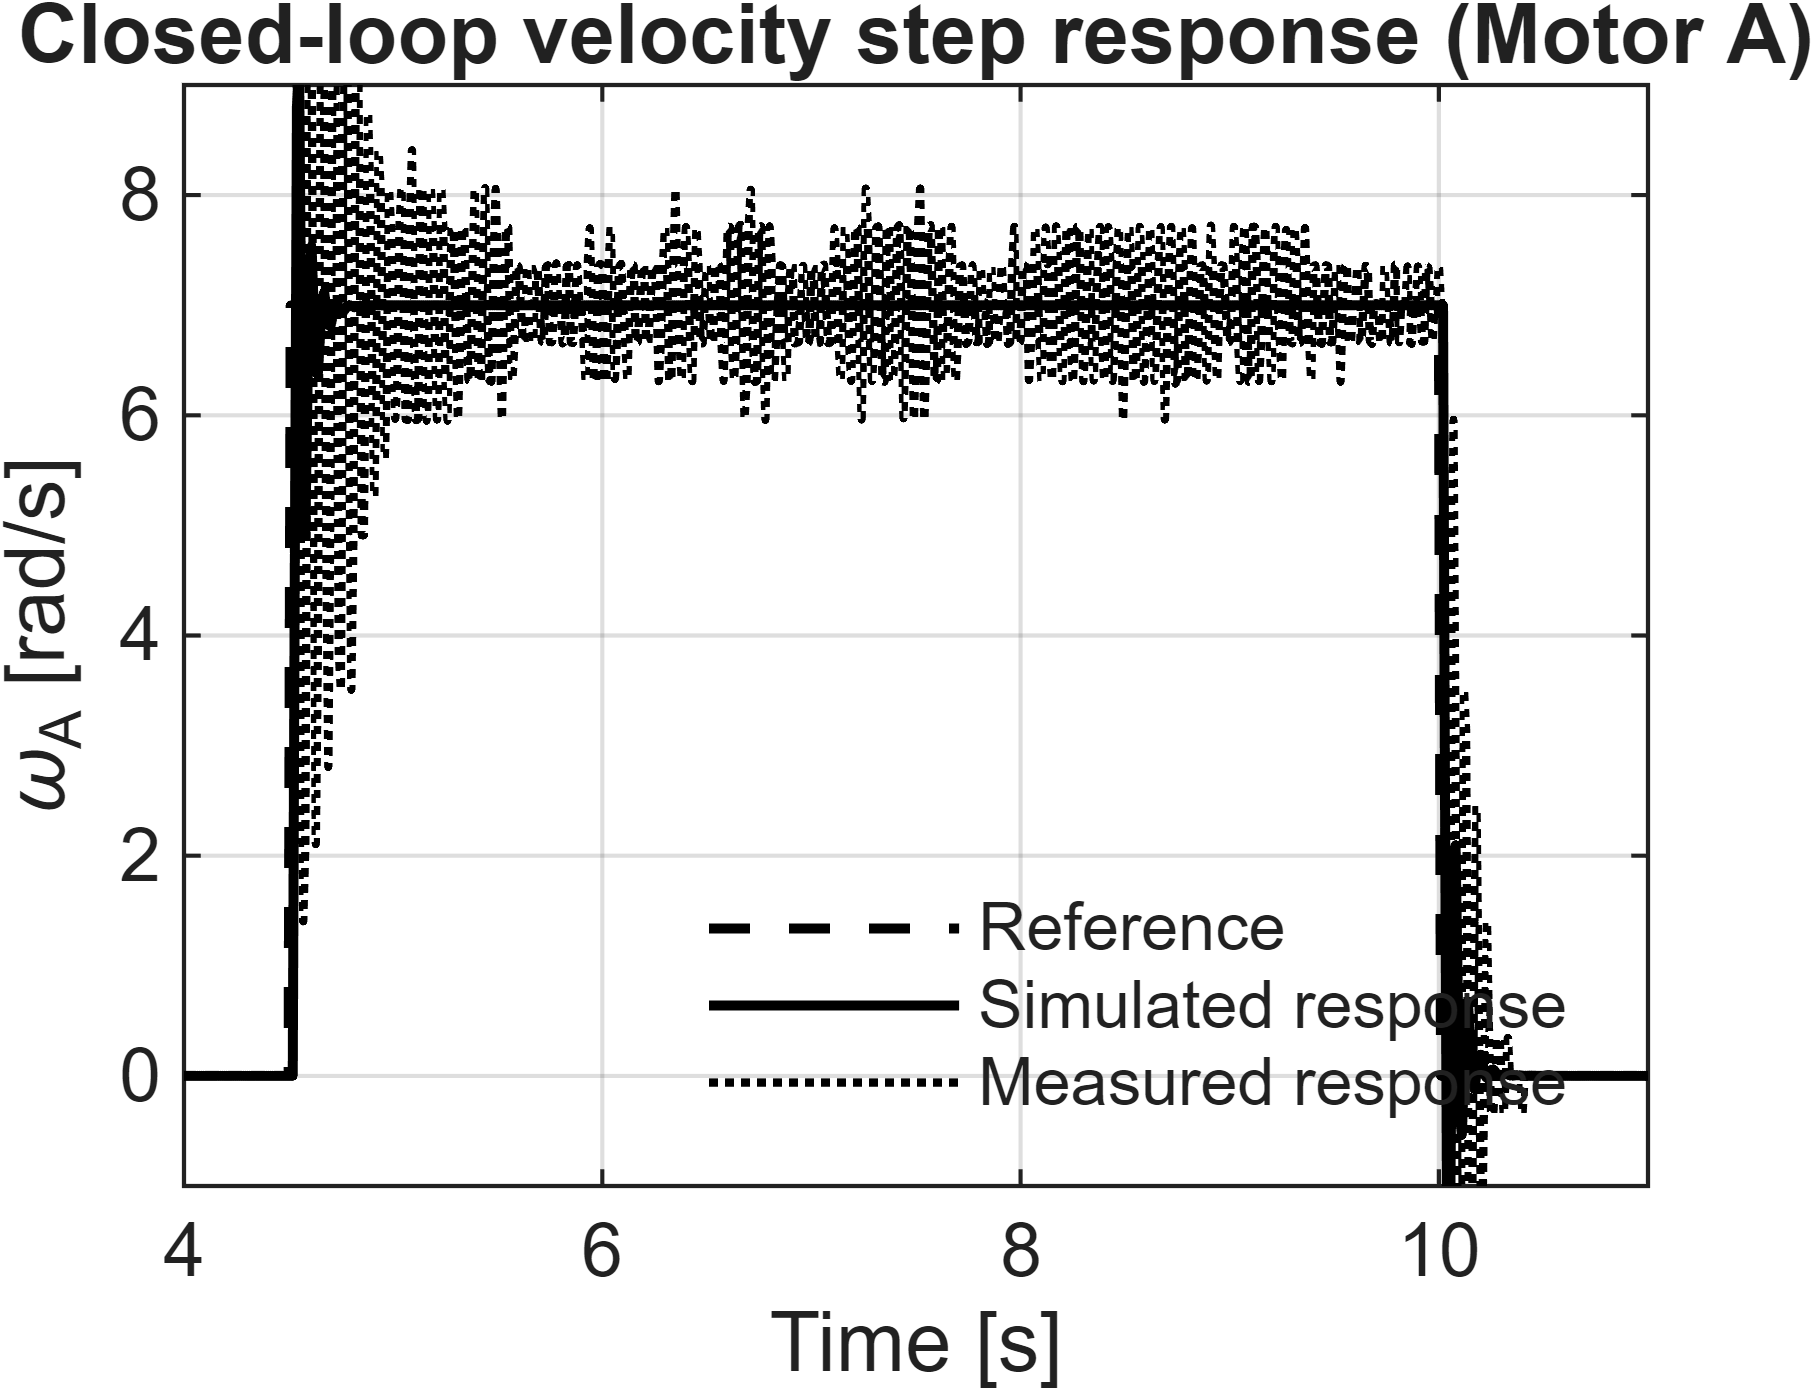 Closed-loop velocity step response (Motor A)
8
6
4
2
0
ω_A [rad/s]
Reference
Simulated response
Measured response
4 6 8 10
Time [s]